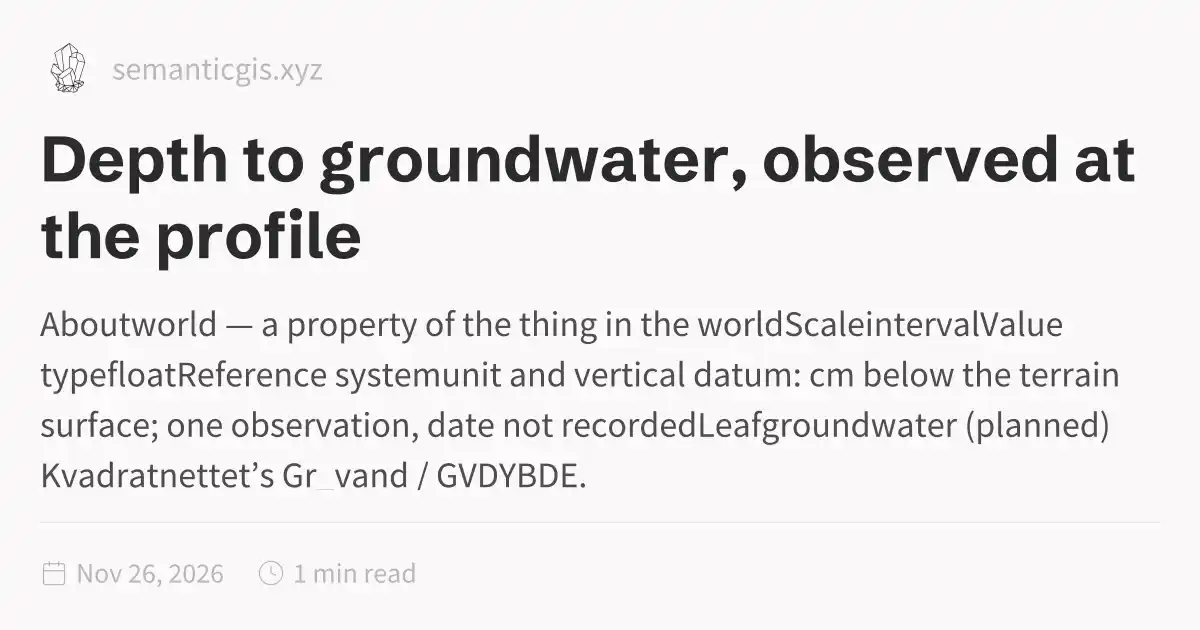 semanticgis.xyz
Depth to groundwater, observed at
the profile
Aboutworld — a property of the thing in the worldScaleintervalValue
typefloatReference systemunit and vertical datum: cm below the terrain
surface; one observation, date not recordedLeafgroundwater (planned)
Kvadratnettet’s Gr_vand / GVDYBDE.
Nov 26, 2026 1 min read